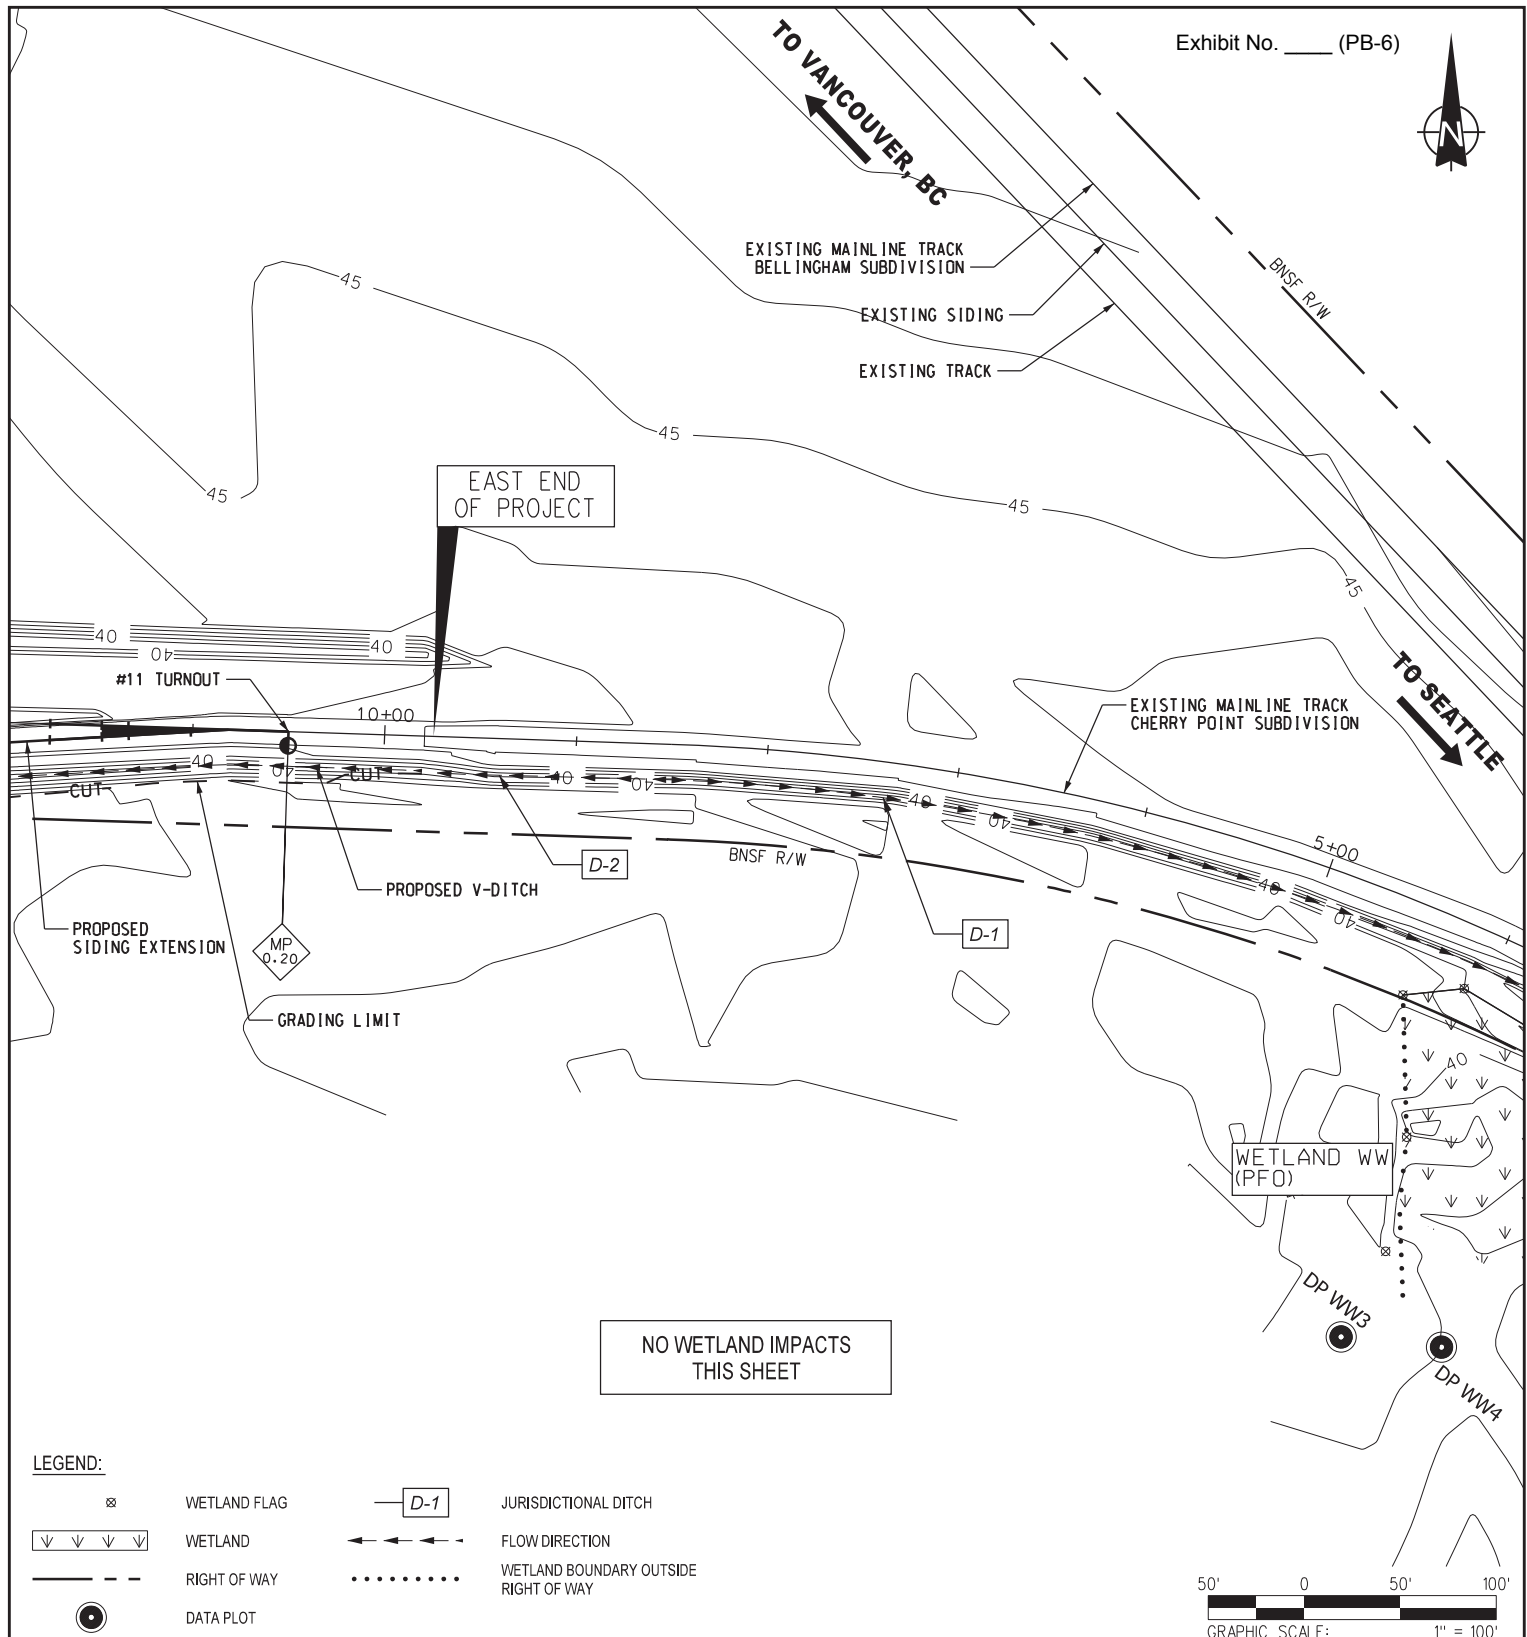 Exhibit No. ____ (PB-6)
N
TO VANCOUVER, BC
EXISTING MAINLINE TRACK
BELLINGHAM SUBDIVISION
EXISTING SIDING
EXISTING TRACK
BNSF R/W
45
45
45
45
45
EAST END
OF PROJECT
40
40
40
#11 TURNOUT
10+00
EXISTING MAINLINE TRACK
CHERRY POINT SUBDIVISION
TO SEATTLE
40
40
CUT
CUT
40
40
40
40
5+00
40
40
D-2
BNSF R/W
PROPOSED V-DITCH
D-1
PROPOSED
SIDING EXTENSION
MP
0.20
GRADING LIMIT
40
WETLAND WW
(PFO)
DP WW3
DP WW4
NO WETLAND IMPACTS
THIS SHEET
LEGEND:
WETLAND FLAG
WETLAND
RIGHT OF WAY
DATA PLOT
D-1
JURISDICTIONAL DITCH
FLOW DIRECTION
WETLAND BOUNDARY OUTSIDE
RIGHT OF WAY
50' 0 50' 100'
GRAPHIC SCALE: 1" = 100'